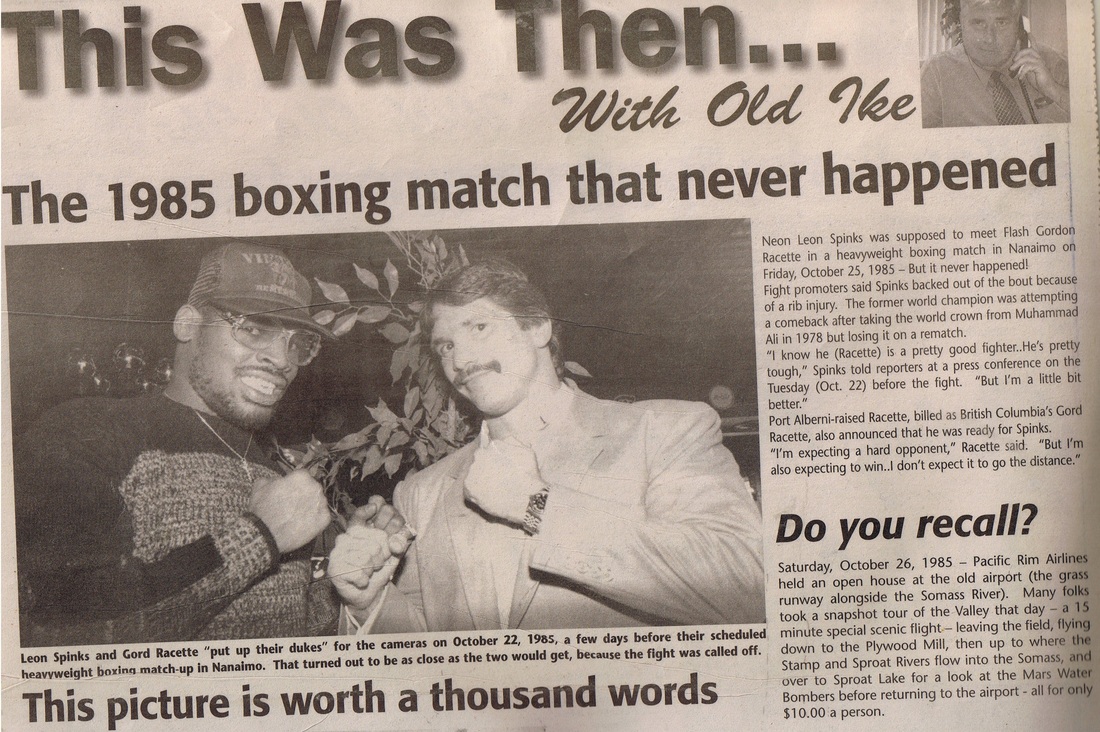 This Was Then...
With Old Ike
The 1985 boxing match that never happened
Neon Leon Spinks was supposed to meet Flash Gordon
Racette in a heavyweight boxing match in Nanaimo on
Friday, October 25, 1985 – But it never happened!
Fight promoters said Spinks backed out of the bout because
of a rib injury. The former world champion was attempting
a comeback after taking the world crown from Muhammad
Ali in 1978 but losing it on a rematch.
"I know he (Racette) is a pretty good fighter..He's pretty
tough," Spinks told reporters at a press conference on the
Tuesday (Oct. 22) before the fight. "But I'm a little bit
better."
Port Alberni-raised Racette, billed as British Columbia's Gord
Racette, also announced that he was ready for Spinks.
"I'm expecting a hard opponent," Racette said. "But I'm
also expecting to win..I don't expect it to go the distance."
Do you recall?
Saturday, October 26, 1985 – Pacific Rim Airlines
held an open house at the old airport (the grass
runway alongside the Somass River). Many folks
took a snapshot tour of the Valley that day – a 15
minute special scenic flight – leaving the field, flying
down to the Plywood Mill, then up to where the
Stamp and Sproat Rivers flow into the Somass, and
over to Sproat Lake for a look at the Mars Water
Bombers before returning to the airport - all for only
$10.00 a person.
Leon Spinks and Gord Racette "put up their dukes" for the cameras on October 22, 1985, a few days before their scheduled
heavyweight boxing match-up in Nanaimo. That turned out to be as close as the two would get, because the fight was called off.
This picture is worth a thousand words